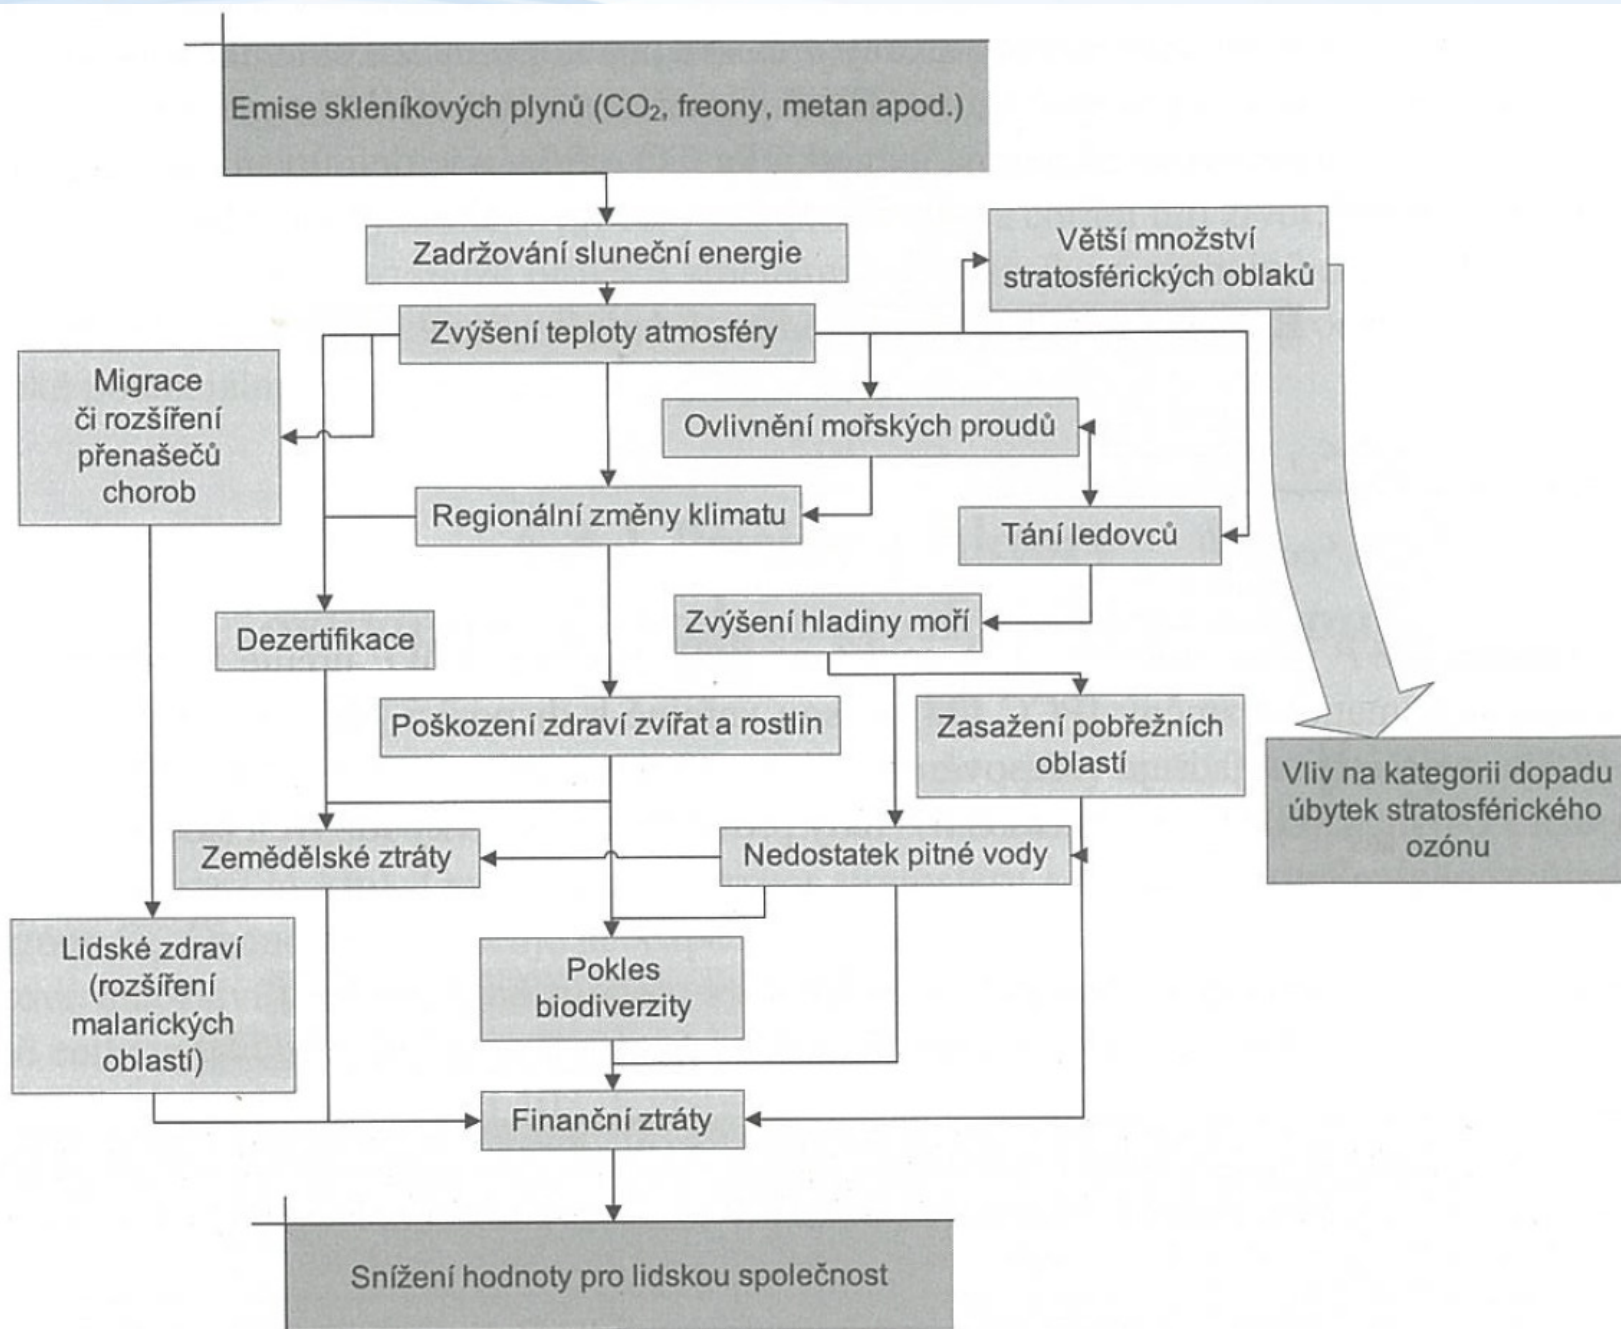 Emise skleníkových plynů (CO₂, freony, metan apod.)
Zadržování sluneční energie
Větší množství
stratosférických oblaků
Zvýšení teploty atmosféry
Migrace
či rozšíření
přenašečů
chorob
Ovlivnění mořských proudů
Regionální změny klimatu
Tání ledovců
Dezertifikace
Zvýšení hladiny moří
Poškození zdraví zvířat a rostlin
Zasažení pobřežních
oblastí
Vliv na kategorii dopadu
úbytek stratosférického
ozónu
Zemědělské ztráty
Nedostatek pitné vody
Lidské zdraví
(rozšíření
malarických
oblastí)
Pokles
biodiverzity
Finanční ztráty
Snížení hodnoty pro lidskou společnost